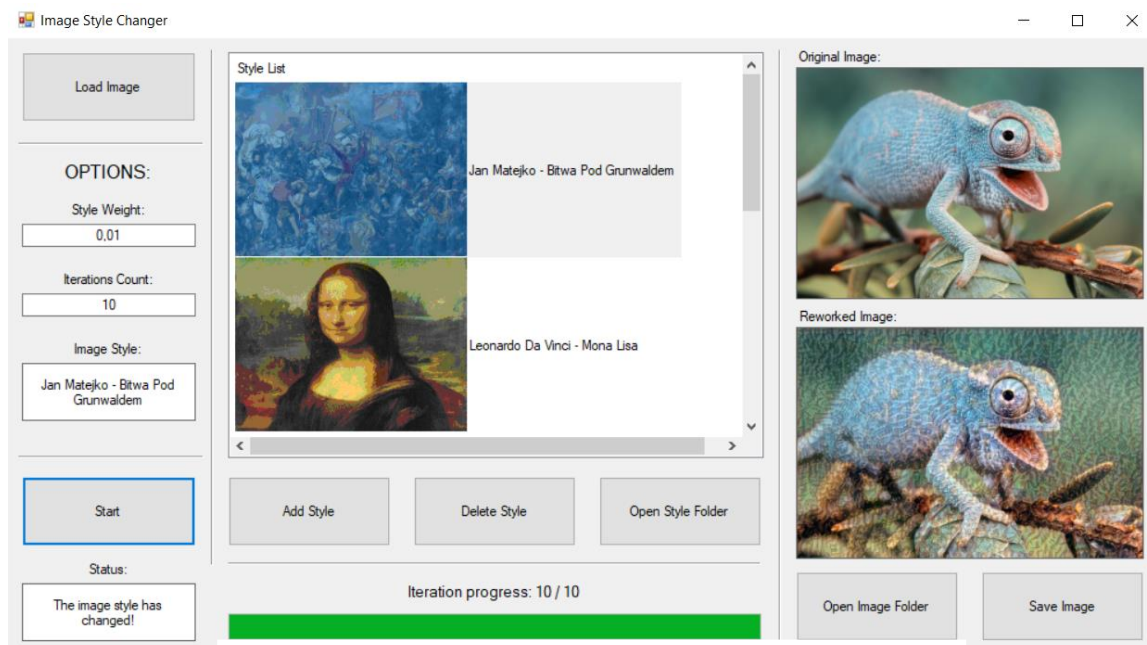 Image Style Changer
Load Image
OPTIONS:
Style Weight:
0,01
Iterations Count:
10
Image Style:
Jan Matejko - Bitwa Pod
Grunwaldem
Start
Status:
The image style has
changed!
Style List
Jan Matejko - Bitwa Pod Grunwaldem
Leonardo Da Vinci - Mona Lisa
Add Style
Delete Style
Open Style Folder
Iteration progress: 10 / 10
Original Image:
Reworked Image:
Open Image Folder
Save Image